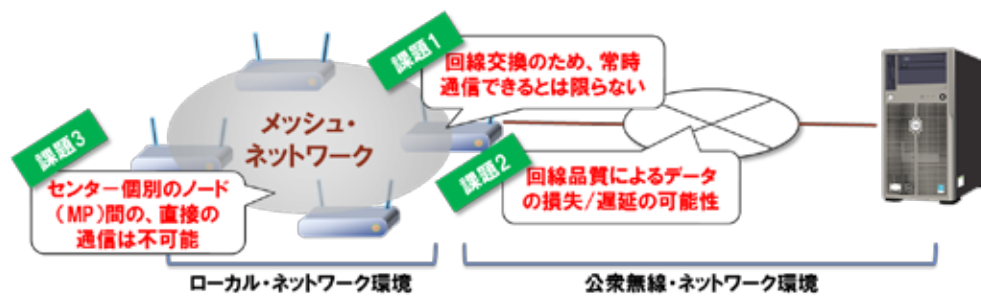 課題1
回線交換のため、常時
通信できるとは限らない
メッシュ・
ネットワーク
課題3
センター個別のノード
(MP)間の、直接の
通信は不可能
課題2
回線品質によるデータ
の損失/遅延の可能性
ローカル・ネットワーク環境
公衆無線・ネットワーク環境